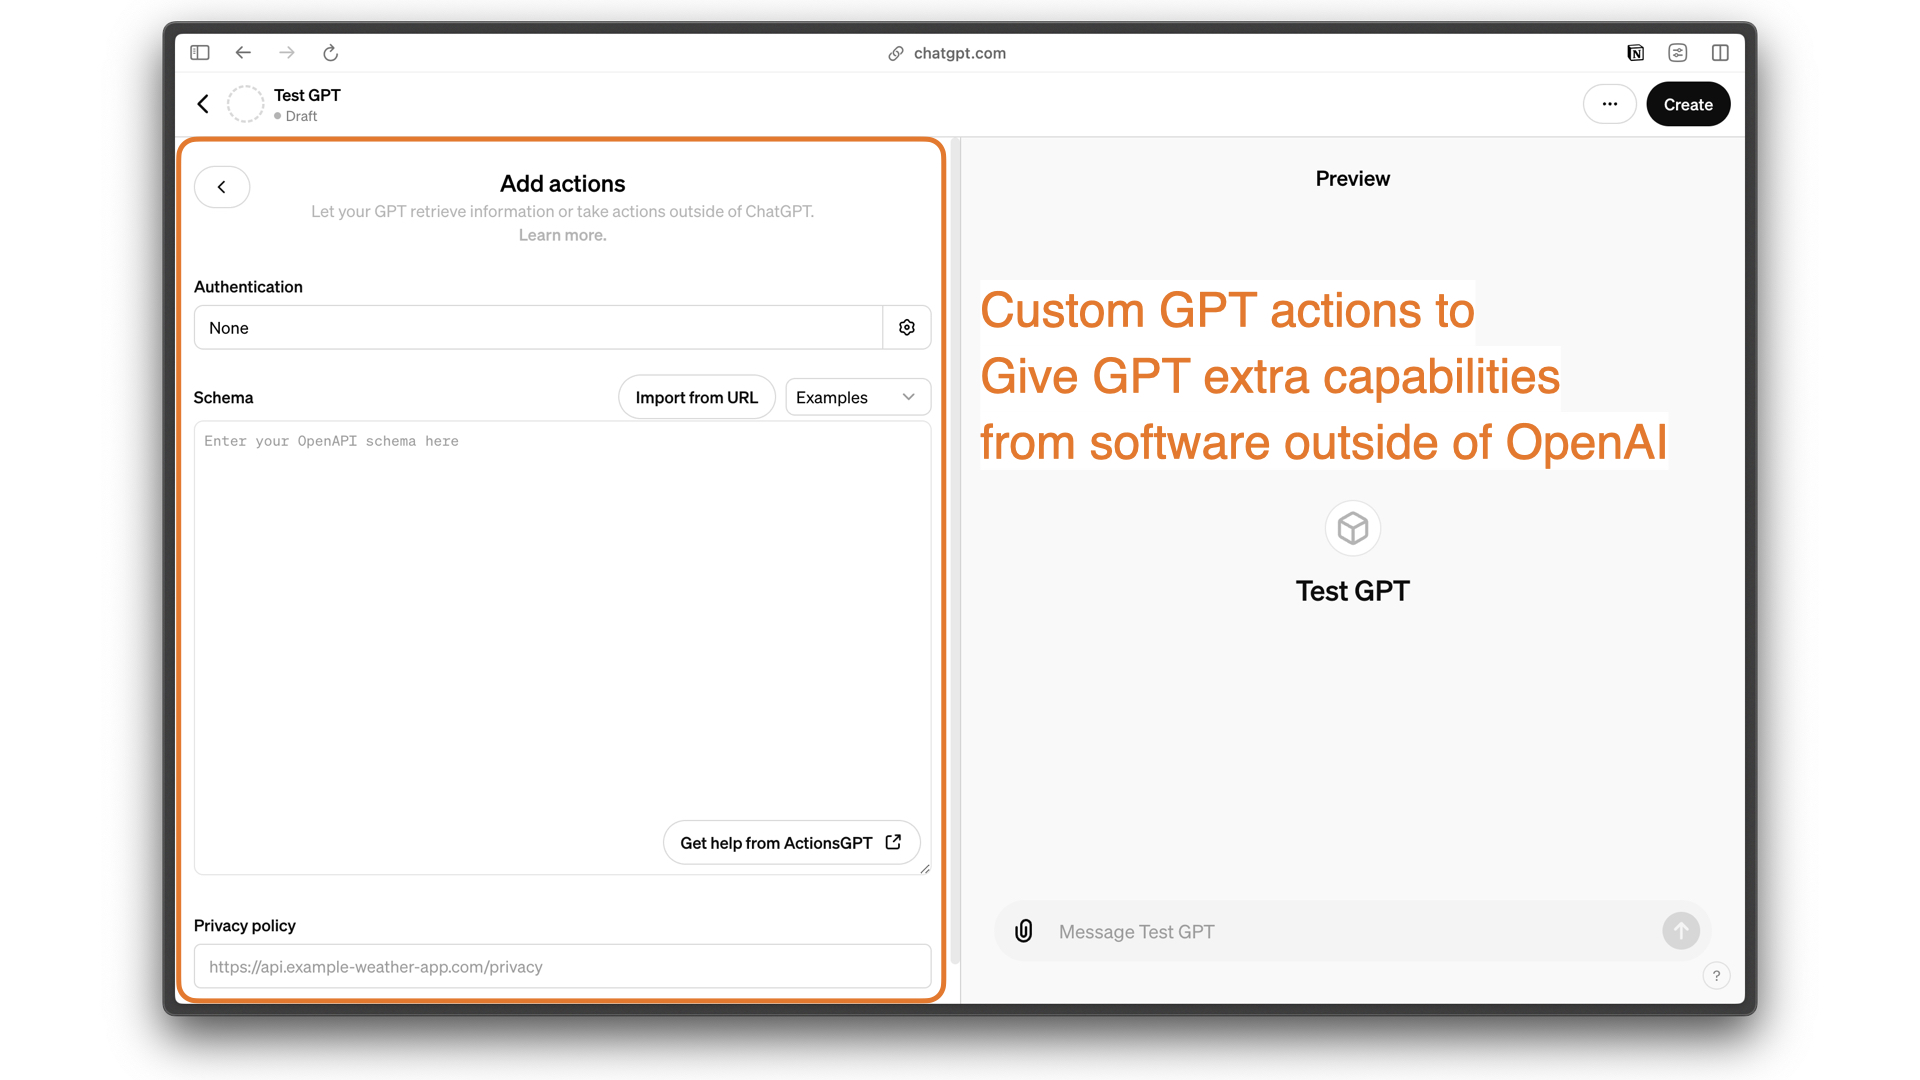 chatgpt.com
Test GPT
Draft
Create
Add actions
Let your GPT retrieve information or take actions outside of ChatGPT.
Learn more.
Authentication
None
Schema
Import from URL
Examples
Enter your OpenAPI schema here
Get help from ActionsGPT
Privacy policy
https://api.example-weather-app.com/privacy
Preview
Custom GPT actions to
Give GPT extra capabilities
from software outside of OpenAI
Test GPT
Message Test GPT
?